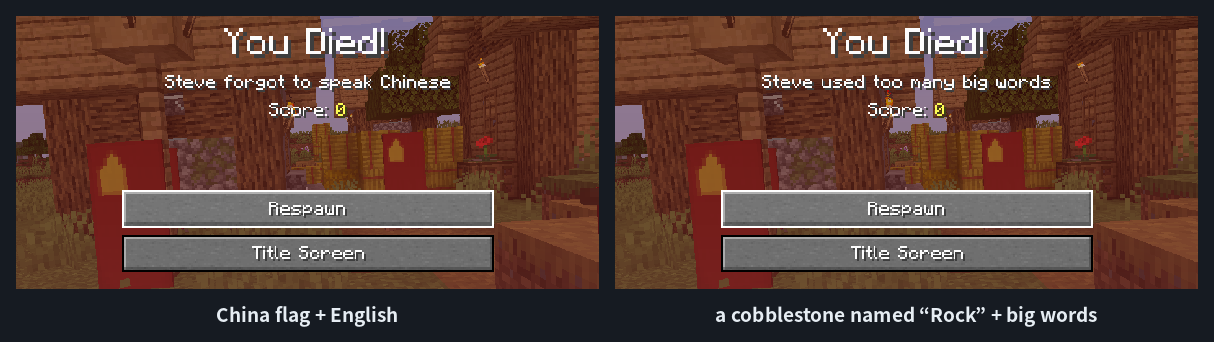 You Died!
Steve forgot to speak Chinese
Score: 0
Respawn
Title Screen
China flag + English
You Died!
Steve used too many big words
Score: 0
Respawn
Title Screen
a cobblestone named “Rock” + big words